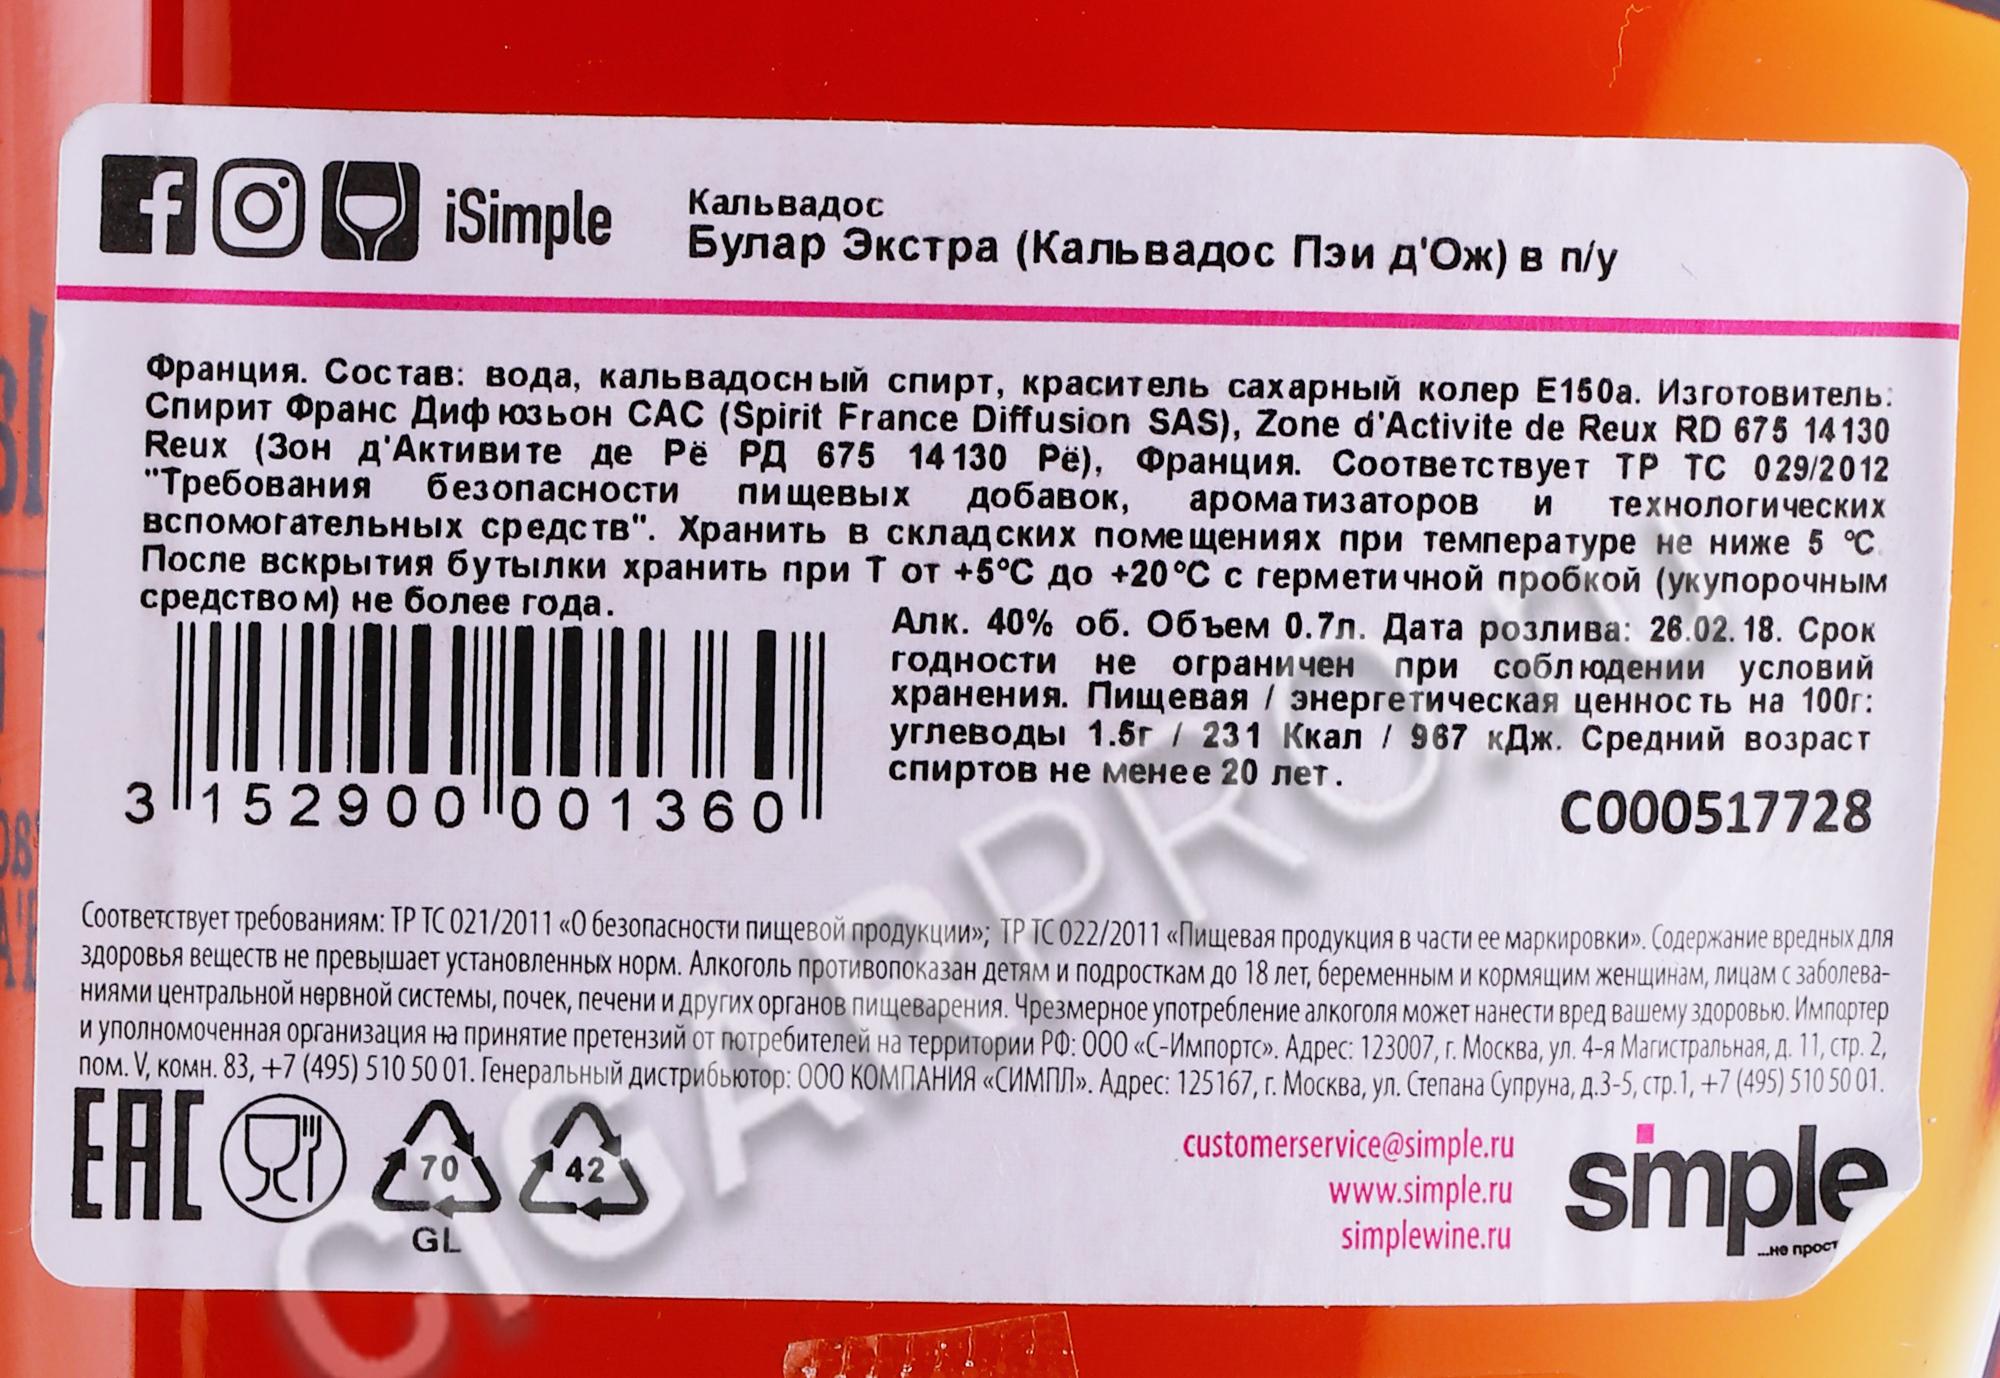 iSimple
Кальвадос
Булар Экстра (Кальвадос Пэи д'Ож) в п/у
Франция. Состав: вода, кальвадосный спирт, краситель сахарный колер Е150а. Изготовитель:
Спирит Франс Дифюзьон САС (Spirit France Diffusion SAS), Zone d'Activite de Reux RD 675 14130
Reux (Зон д'Активите де Рё РД 675 14130 Рё), Франция. Соответствует ТР ТС 029/2012
"Требования безопасности пищевых добавок, ароматизаторов и технологических
вспомогательных средств". Хранить в складских помещениях при температуре не ниже 5 °С.
После вскрытия бутылки хранить при Т от +5°С до +20°С с герметичной пробкой (укупорочным
средством) не более года.
Алк. 40% об. Объем 0.7л. Дата розлива: 26.02.18. Срок
годности не ограничен при соблюдении условий
хранения. Пищевая / энергетическая ценность на 100г:
углеводы 1.5г / 231 Ккал / 967 кДж. Средний возраст
спиртов не менее 20 лет.
3 152900 001360
С000517728
Соответствует требованиям: ТР ТС 021/2011 «О безопасности пищевой продукции»; ТР ТС 022/2011 «Пищевая продукция в части ее маркировки». Содержание вредных для
здоровья веществ не превышает установленных норм. Алкоголь противопоказан детям и подросткам до 18 лет, беременным и кормящим женщинам, лицам с заболева-
ниями центральной нервной системы, почек, печени и других органов пищеварения. Чрезмерное употребление алкоголя может нанести вред вашему здоровью. Импортер
и уполномоченная организация на принятие претензий от потребителей на территории РФ: ООО «С-Импортс». Адрес: 123007, г. Москва, ул. 4-я Магистральная, д. 11, стр. 2,
пом. V, комн. 83, +7 (495) 510 50 01. Генеральный дистрибьютор: ООО КОМПАНИЯ «СИМПЛ». Адрес: 125167, г. Москва, ул. Степана Супруна, д.3-5, стр.1, +7 (495) 510 50 01.
EAC
70
GL
42
customerservice@simple.ru
www.simple.ru
simplewine.ru
simple
...не прост
CIGARPRO.ru